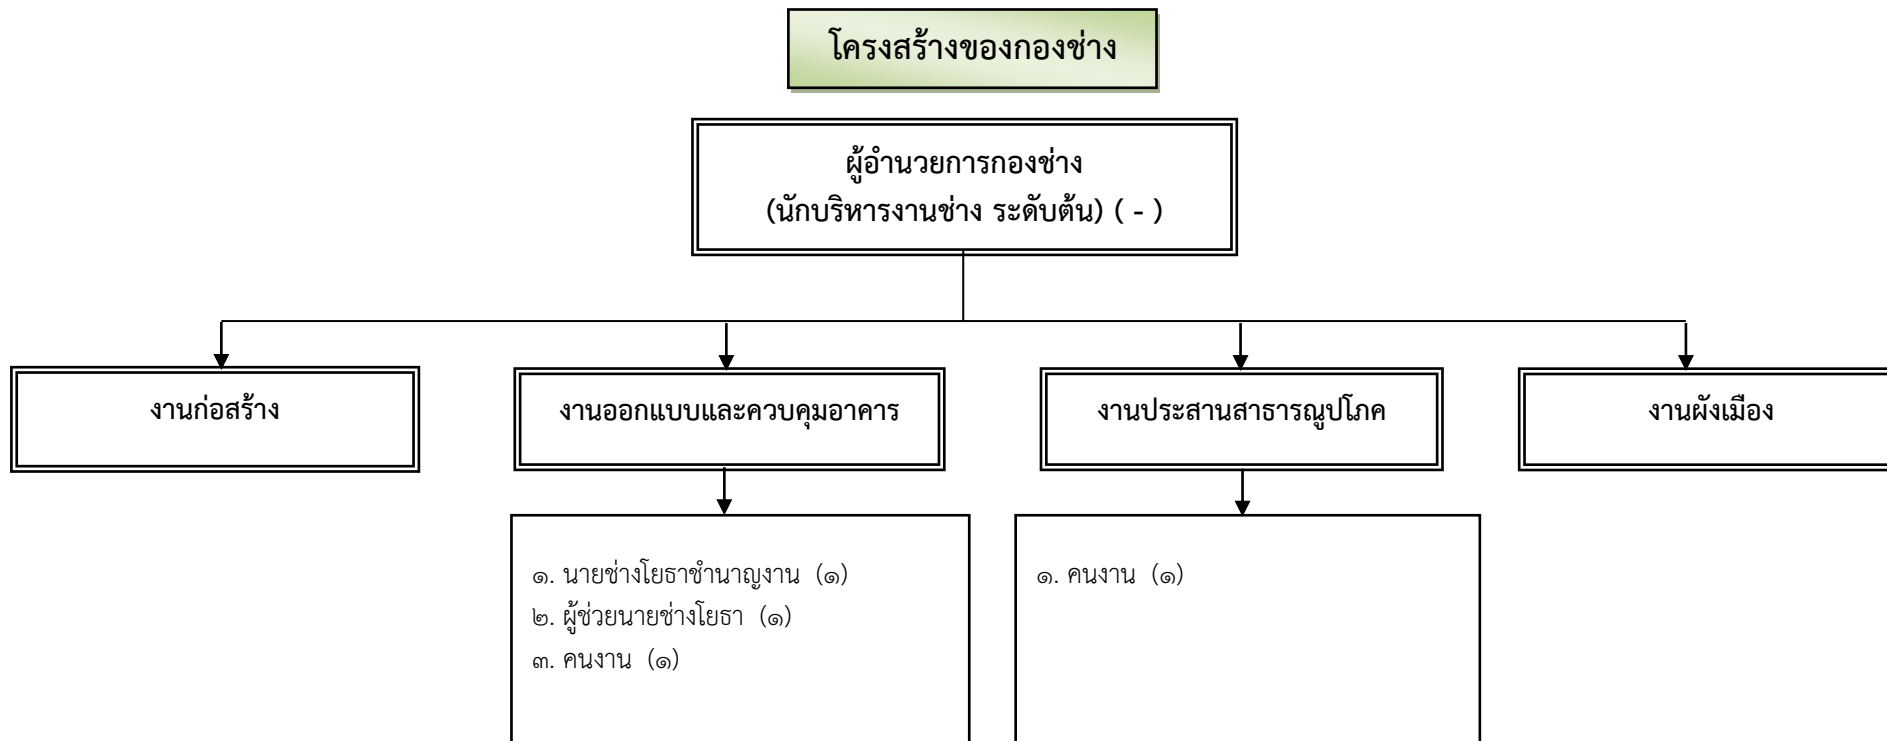 โครงสร้างของกองช่าง
ผู้อำนวยการกองช่าง
(นักบริหารงานช่าง ระดับต้น) ( - )
งานก่อสร้าง
งานออกแบบและควบคุมอาคาร
งานประสานสาธารณูปโภค
งานผังเมือง
๑. นายช่างโยธาชำนาญงาน (๑)
๒. ผู้ช่วยนายช่างโยธา (๑)
๓. คนงาน (๑)
๑. คนงาน (๑)